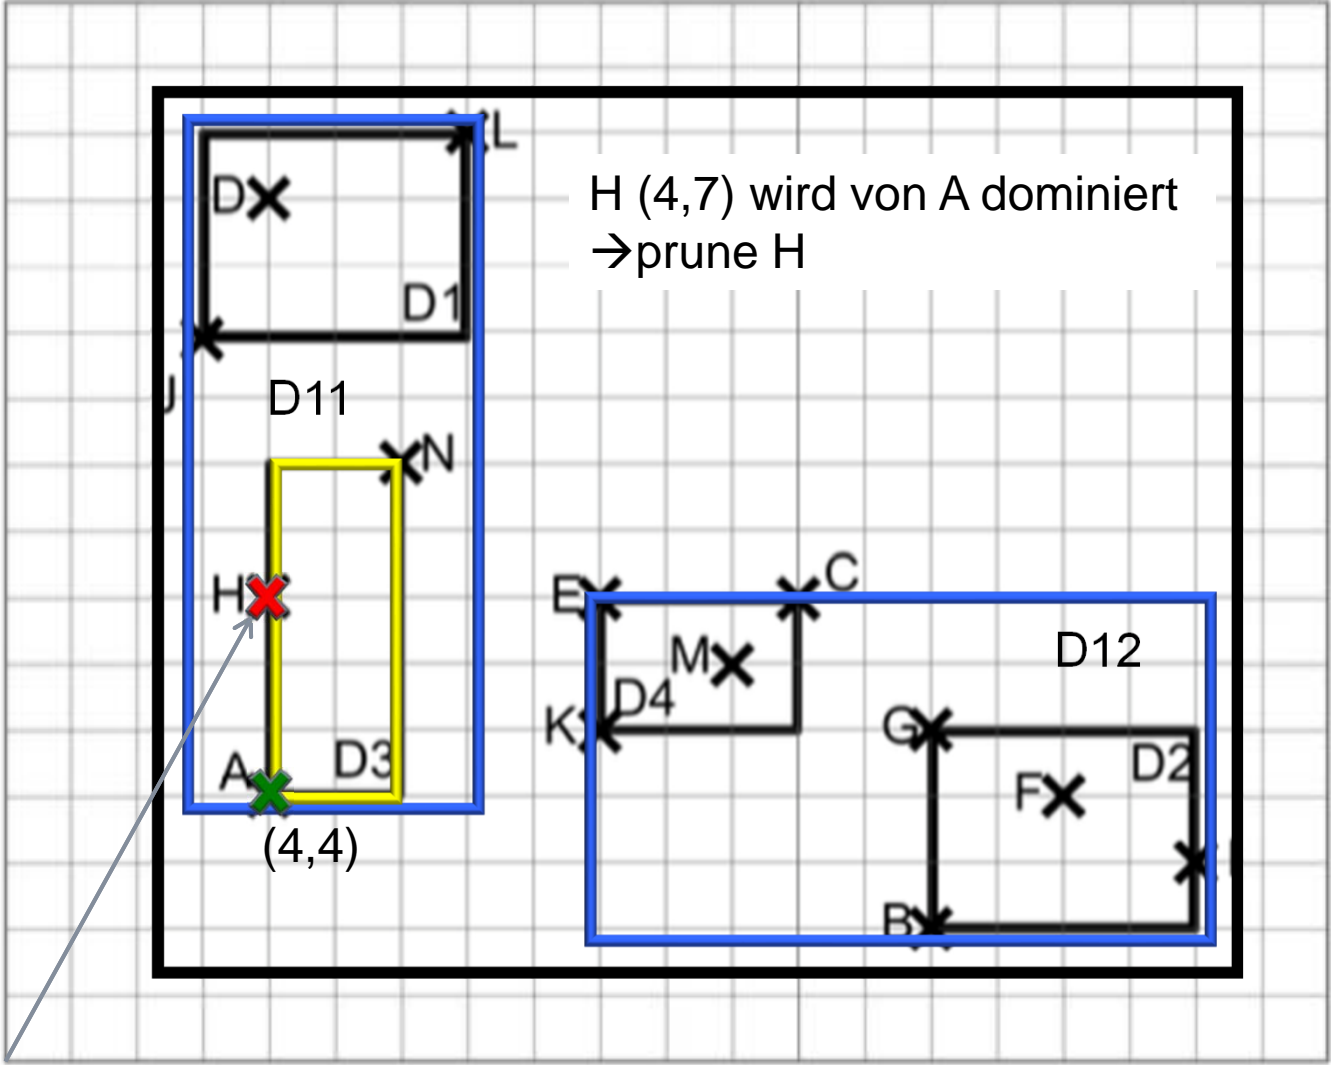 L
D
H (4,7) wird von A dominiert
→prune H
D1
J
D11
N
H
E
C
M
D12
D4
K
G
D2
A
D3
F
(4,4)
B